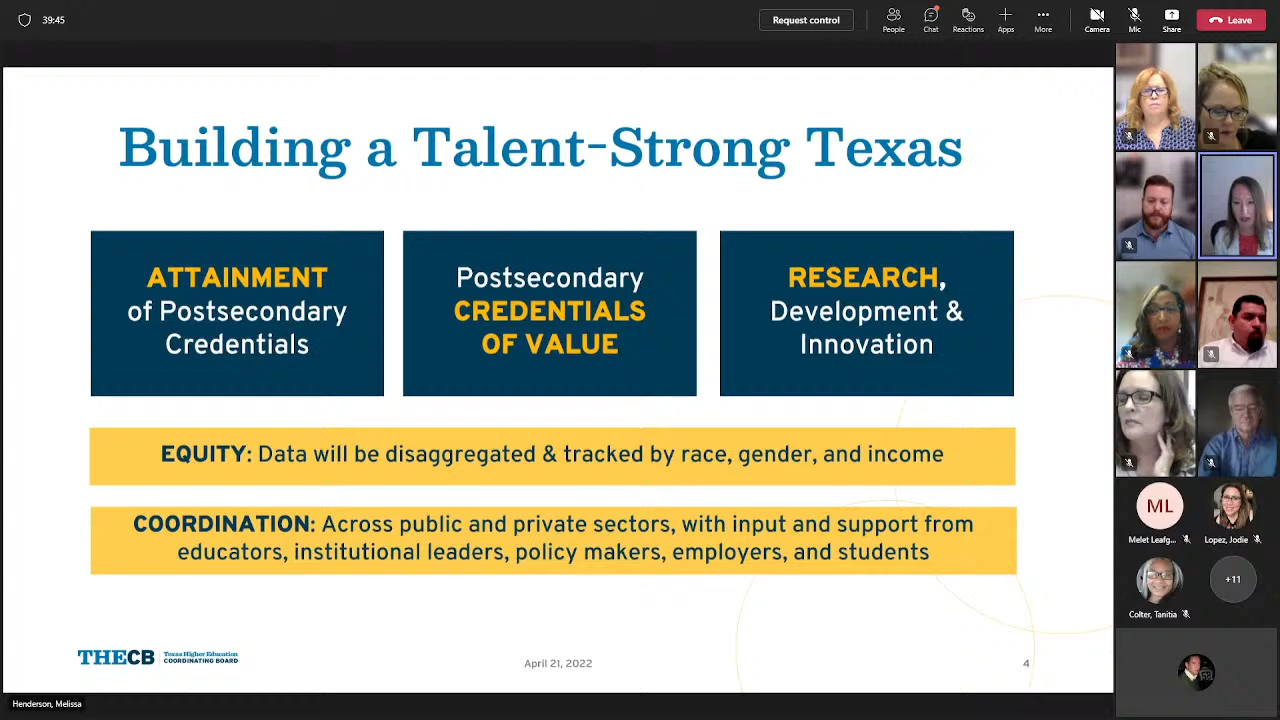 39:45
Request control
People
Chat
Reactions
Apps
More
Camera
Mic
Share
Leave
Building a Talent-Strong Texas
ATTAINMENT
of Postsecondary
Credentials
Postsecondary
CREDENTIALS
OF VALUE
RESEARCH,
Development &
Innovation
EQUITY: Data will be disaggregated & tracked by race, gender, and income
COORDINATION: Across public and private sectors, with input and support from
educators, institutional leaders, policy makers, employers, and students
THECB
Texas Higher Education
COORDINATING BOARD
April 21, 2022
4
ML
Melet Leafg...
Lopez, Jodie
Colter, Tanitia
+11
Henderson, Melissa